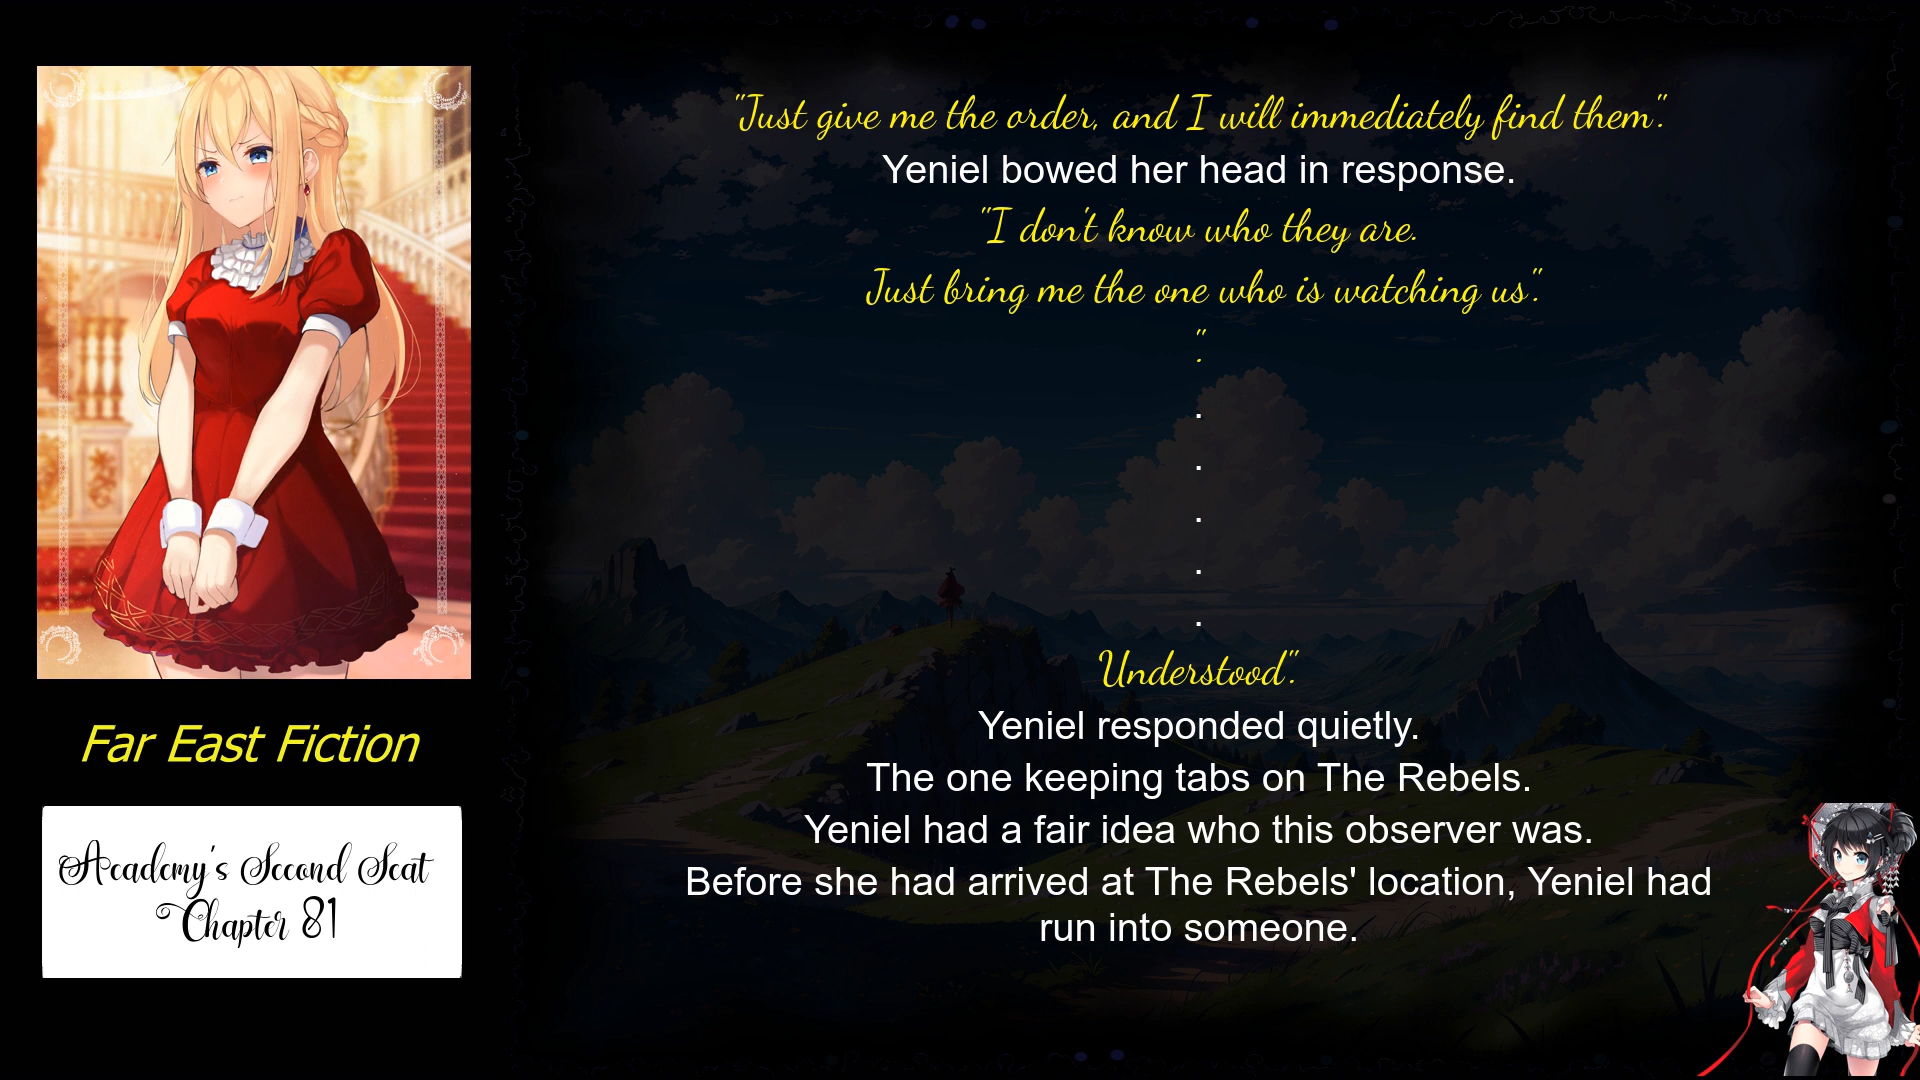 "Just give me the order, and I will immediately find them".
Yeniel bowed her head in response.
"I don't know who they are.
Just bring me the one who is watching us".
".
.
.
.
.
.
Understood".
Yeniel responded quietly.
The one keeping tabs on The Rebels.
Yeniel had a fair idea who this observer was.
Before she had arrived at The Rebels' location, Yeniel had
run into someone.
Far East Fiction
Academy's Second Seat
Chapter 81